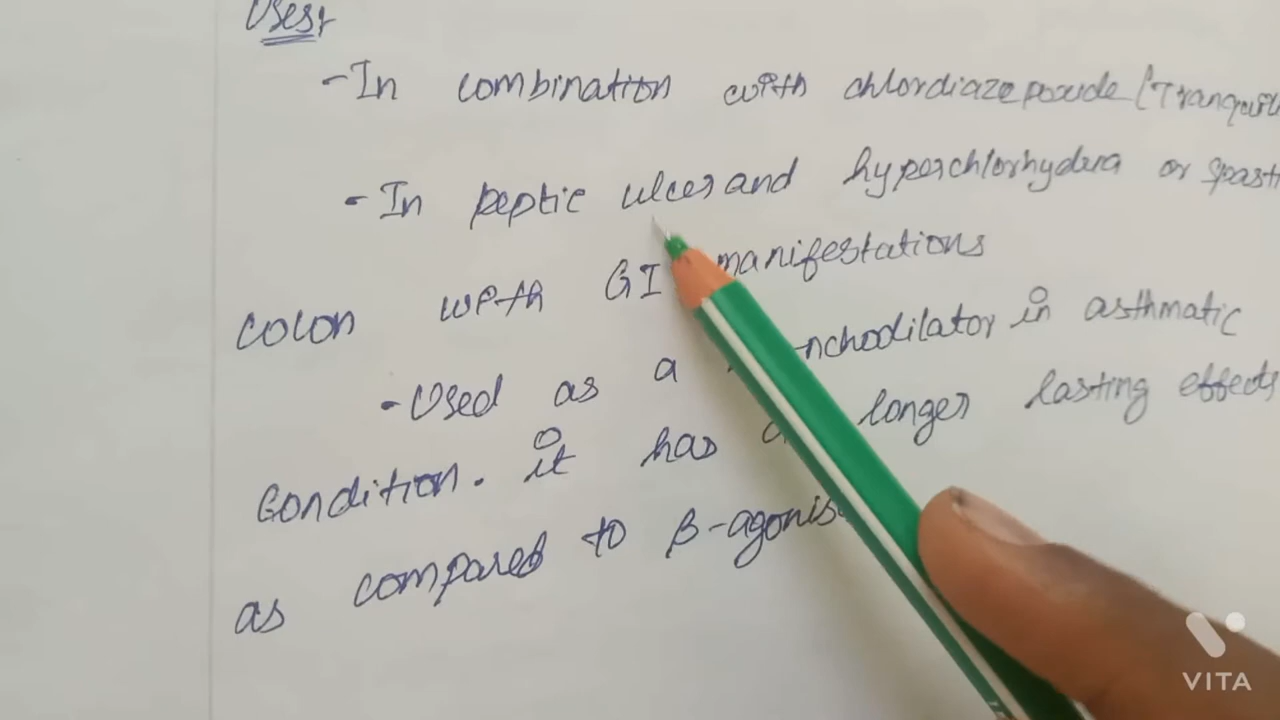 Uses:
-In combination with chlordiazepoxide (Tranquil
- In peptic ulcer and hyperchlorhydria or spast
colon with GI manifestations
-Used as a nchodilator in asthmatic
condition. it has a longer lasting effects
as compared to β-agonis
VITA